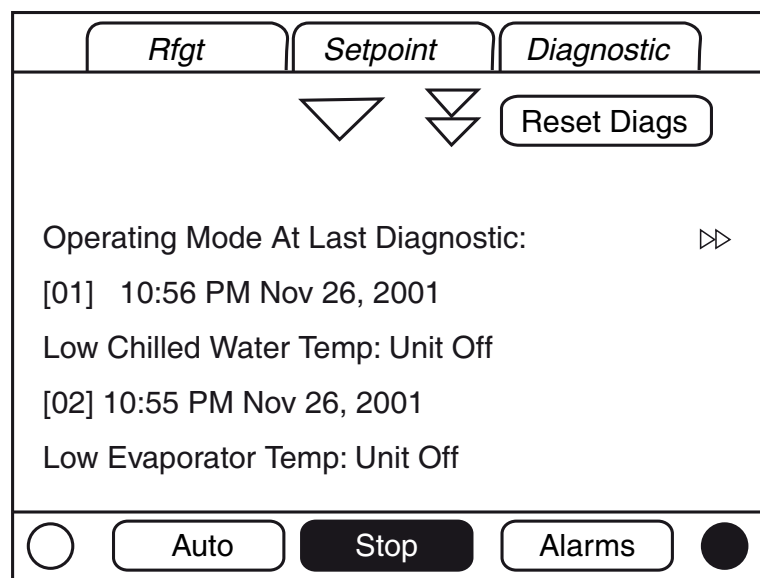 Rfgt Setpoint Diagnostic
Reset Diags
Operating Mode At Last Diagnostic:
[01] 10:56 PM Nov 26, 2001
Low Chilled Water Temp: Unit Off
[02] 10:55 PM Nov 26, 2001
Low Evaporator Temp: Unit Off
Auto Stop Alarms